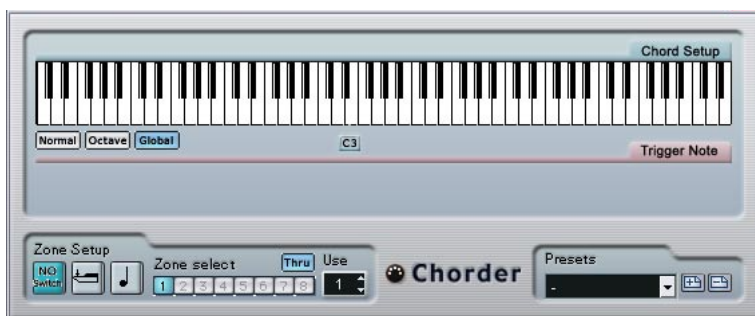 Chord Setup
Normal Octave Global C3 Trigger Note
Zone Setup
NO
Switch
Zone select Thru Use
1 2 3 4 5 6 7 8 1
Chorder
Presets
-